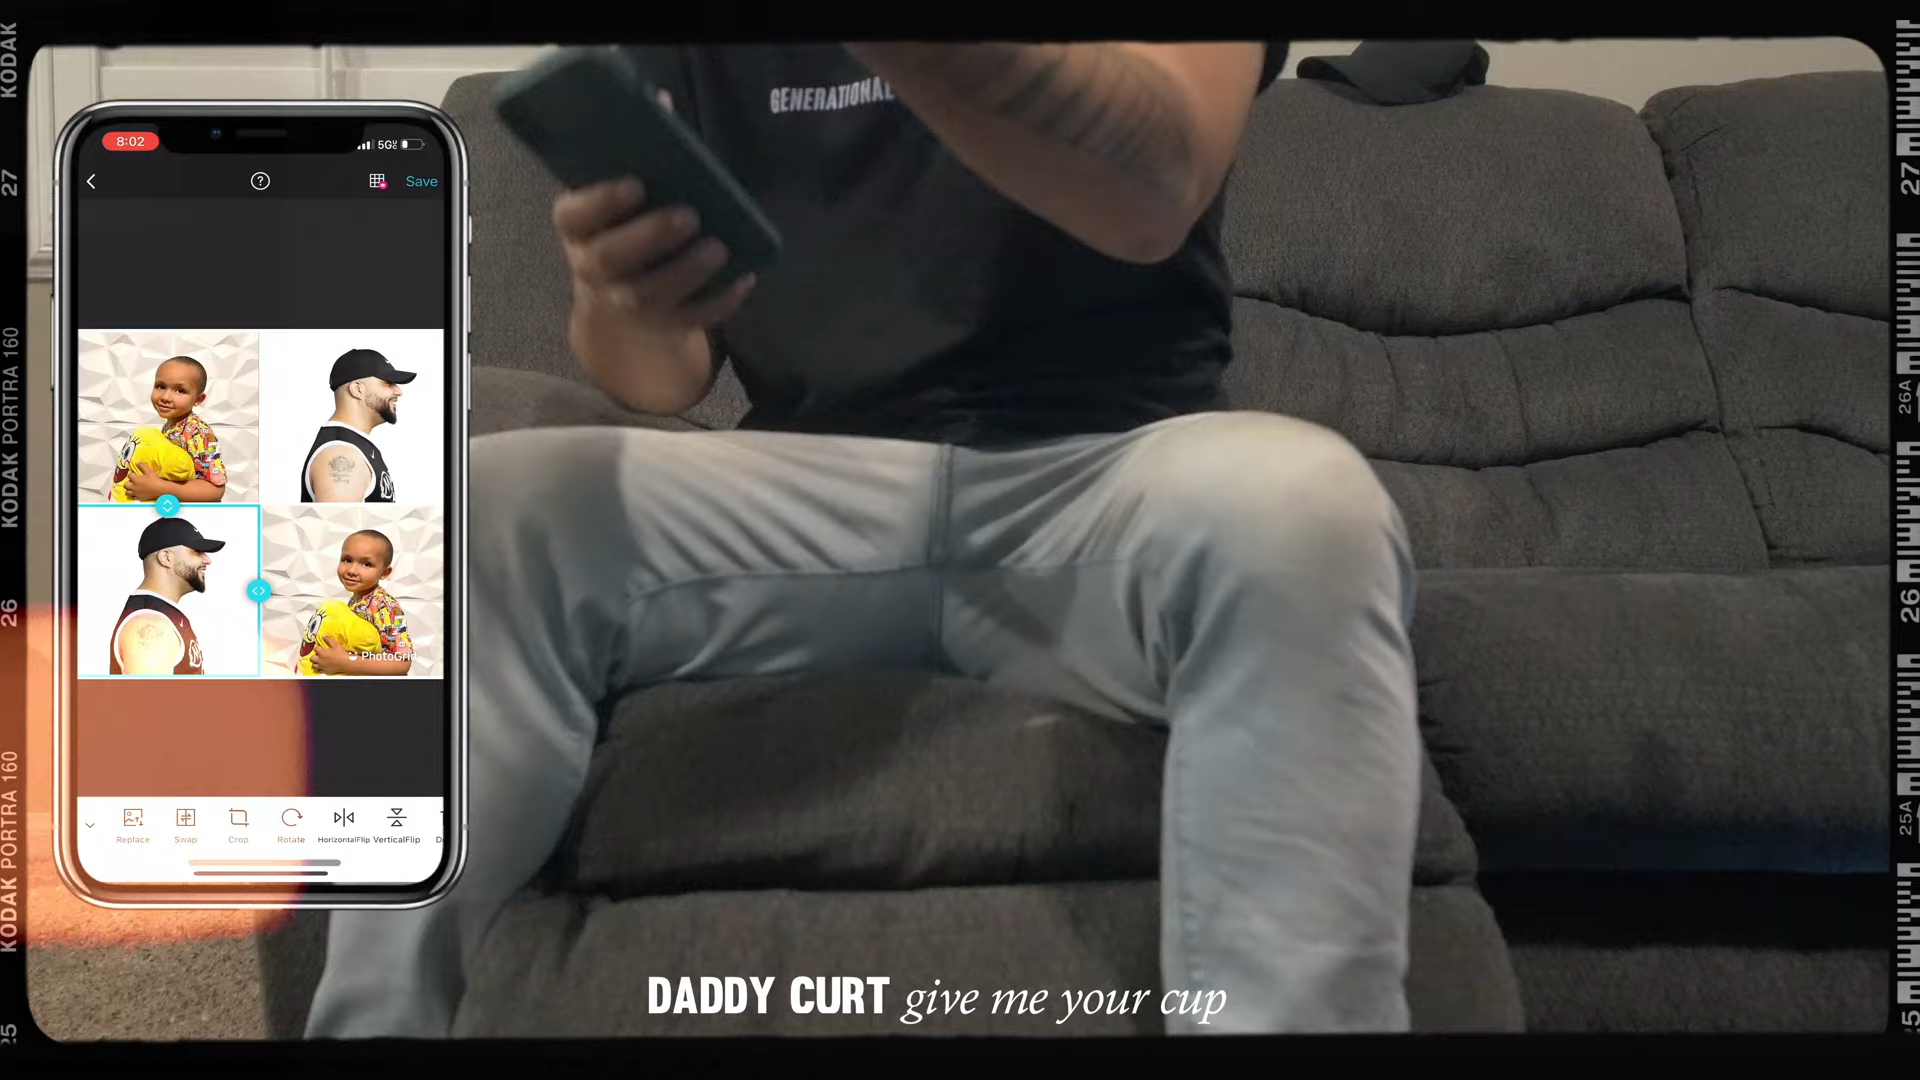 KODAK
27
KODAK PORTRA 160
26
KODAK PORTRA 160
25
8:02
5G
Save
PhotoGrid
Replace
Swap
Crop
Rotate
HorizontalFlip
VerticalFlip
GENERATIONAL
DADDY CURT give me your cup
27
26A
26
25A